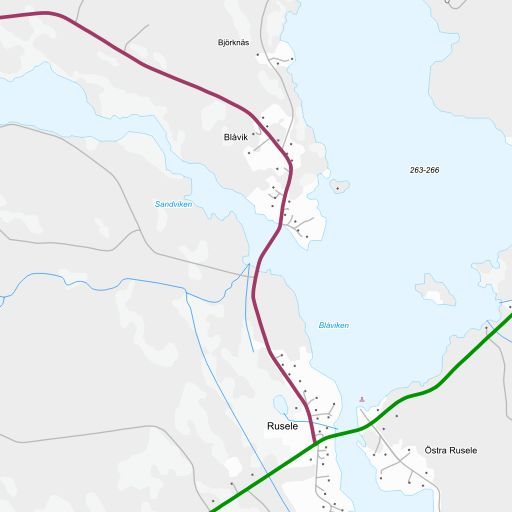 Björknäs
Blåvik
263-266
Sandviken
Blåviken
Rusele
Östra Rusele